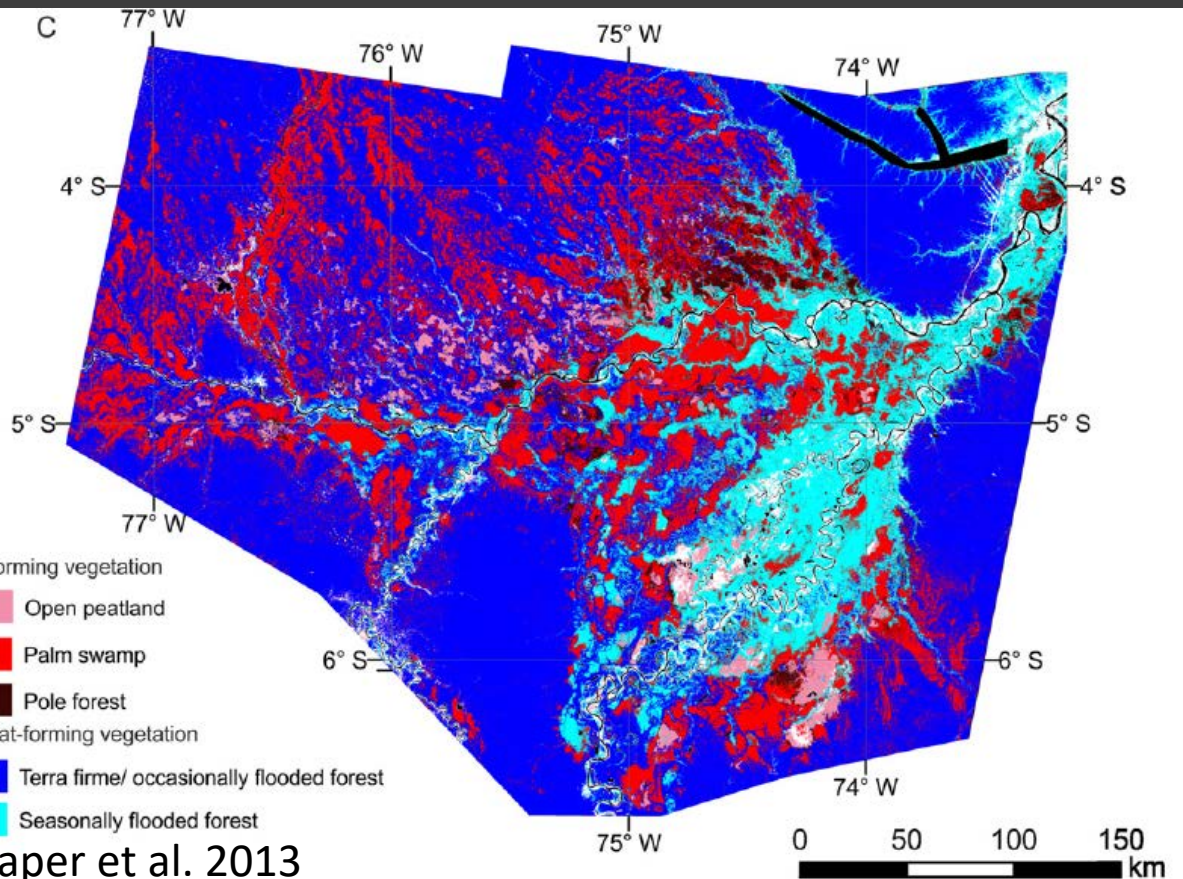 C
77° W
76° W
75° W
74° W
4° S
4° S
5° S
5° S
77° W
orming vegetation
Open peatland
Palm swamp
6° S
6° S
Pole forest
at-forming vegetation
Terra firme/ occasionally flooded forest
74° W
Seasonally flooded forest
75° W
aper et al. 2013
0 50 100 150
km